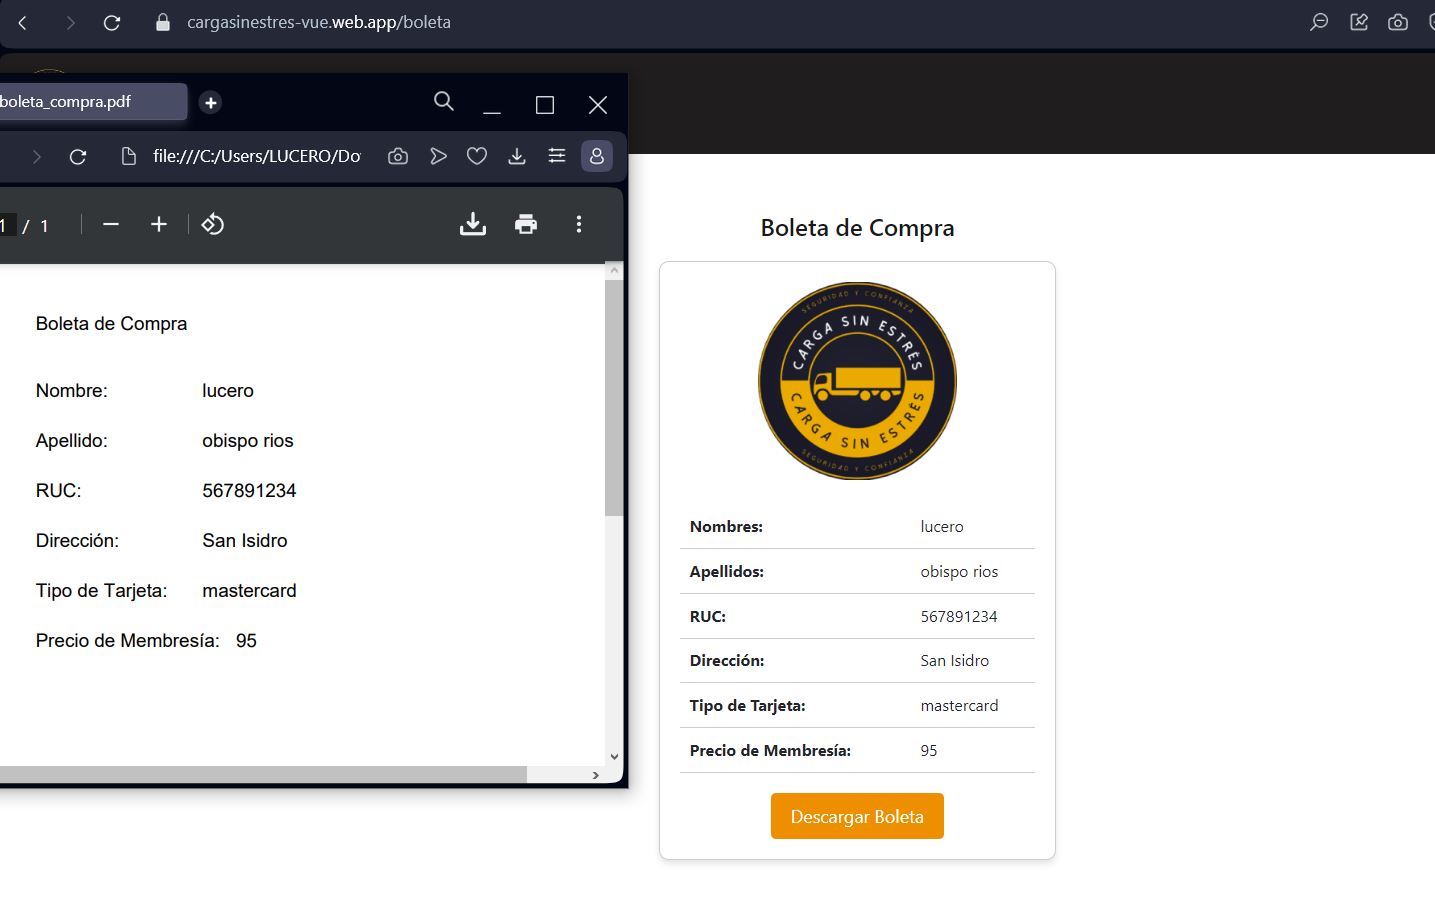 cargasinestres-vue.web.app/boleta
boleta_compra.pdf
file:///C:/Users/LUCERO/Do
1 / 1
Boleta de Compra
Nombre: lucero
Apellido: obispo rios
RUC: 567891234
Dirección: San Isidro
Tipo de Tarjeta: mastercard
Precio de Membresía: 95
Boleta de Compra
SEGURIDAD Y CONFIANZA
CARGA SIN ESTRÉS
CARGA SIN ESTRÉS
SEGURIDAD Y CONFIANZA
Nombres: lucero
Apellidos: obispo rios
RUC: 567891234
Dirección: San Isidro
Tipo de Tarjeta: mastercard
Precio de Membresía: 95
Descargar Boleta